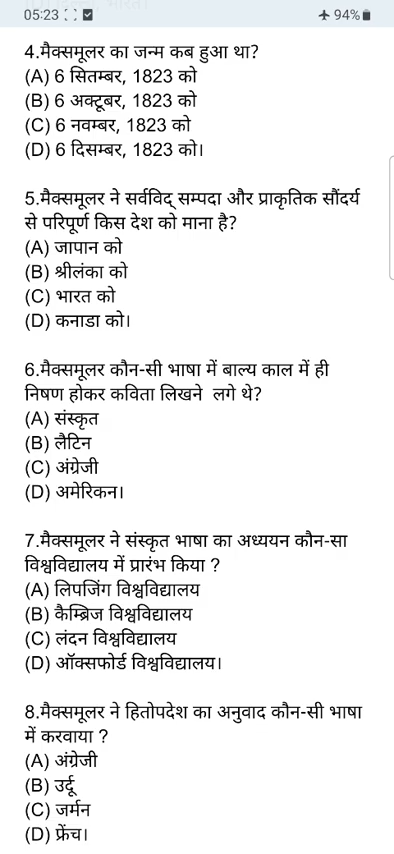 05:23
94%
4.मैक्समूलर का जन्म कब हुआ था?
(A) 6 सितम्बर, 1823 को
(B) 6 अक्टूबर, 1823 को
(C) 6 नवम्बर, 1823 को
(D) 6 दिसम्बर, 1823 को।
5.मैक्समूलर ने सर्वविद् सम्पदा और प्राकृतिक सौंदर्य
से परिपूर्ण किस देश को माना है?
(A) जापान को
(B) श्रीलंका को
(C) भारत को
(D) कनाडा को।
6.मैक्समूलर कौन-सी भाषा में बाल्य काल में ही
निषण होकर कविता लिखने लगे थे?
(A) संस्कृत
(B) लैटिन
(C) अंग्रेजी
(D) अमेरिकन।
7.मैक्समूलर ने संस्कृत भाषा का अध्ययन कौन-सा
विश्वविद्यालय में प्रारंभ किया ?
(A) लिपजिंग विश्वविद्यालय
(B) कैम्ब्रिज विश्वविद्यालय
(C) लंदन विश्वविद्यालय
(D) ऑक्सफोर्ड विश्वविद्यालय।
8.मैक्समूलर ने हितोपदेश का अनुवाद कौन-सी भाषा
में करवाया ?
(A) अंग्रेजी
(B) उर्दू
(C) जर्मन
(D) फ्रेंच।